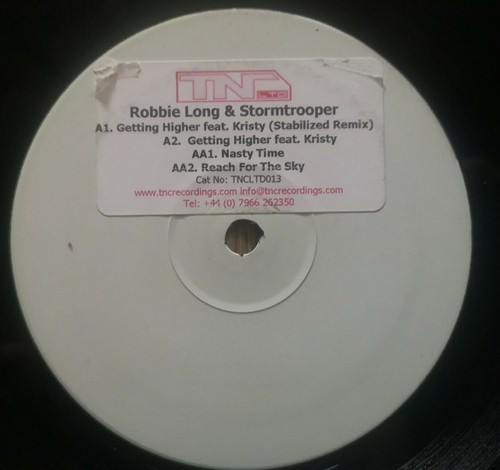 TNC
LTD
Robbie Long & Stormtrooper
A1. Getting Higher feat. Kristy (Stabilized Remix)
A2. Getting Higher feat. Kristy
AA1. Nasty Time
AA2. Reach For The Sky
Cat No: TNCLTD013
www.tncrecordings.com info@tncrecordings.com
Tel: +44 (0) 7966 262350